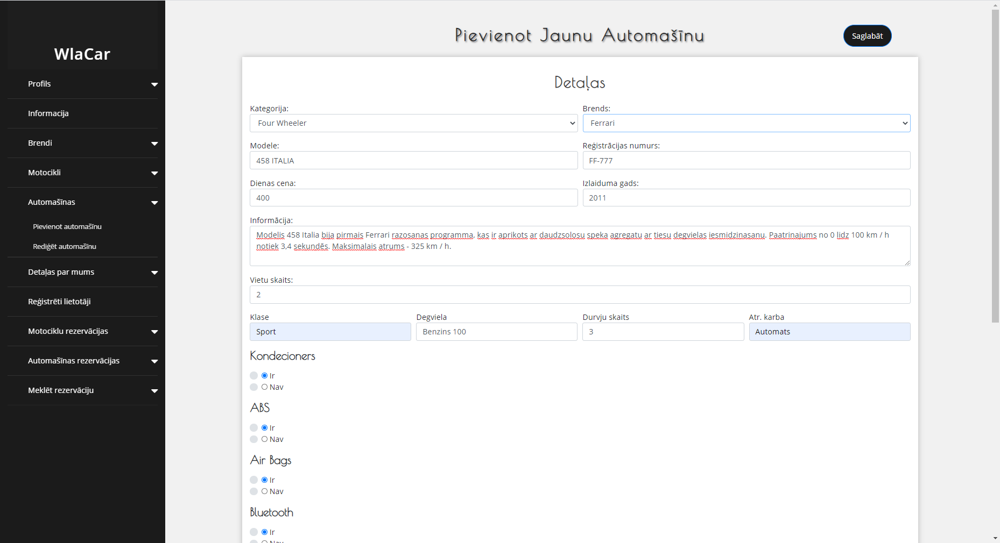 WlaCar
Profils
Informacija
Brendi
Motocikli
Automašīnas
Pievienot automašīnu
Rediģēt automašīnu
Detaļas par mums
Reģistrēti lietotāji
Motociklu rezervācijas
Automašīnas rezervācijas
Meklēt rezervāciju
Pievienot Jaunu Automašīnu
Saglabāt
Detaļas
Kategorija: Brends:
Four Wheeler Ferrari
Modele: Reģistrācijas numurs:
458 ITALIA FF-777
Dienas cena: Izlaiduma gads:
400 2011
Informācija:
Modelis 458 Italia bija pirmais Ferrari razosanas programma, kas ir aprikots ar daudzsolosu speka agregatu ar tiesu degvielas iesmidzinasanu. Paatrinajums no 0 lidz 100 km / h
notiek 3,4 sekundēs. Maksimalais atrums - 325 km / h.
Vietu skaits:
2
Klase Degviela Durvju skaits Atr. karba
Sport Benzins 100 3 Automats
Kondecioners
Ir
Nav
ABS
Ir
Nav
Air Bags
Ir
Nav
Bluetooth
Ir
Nav